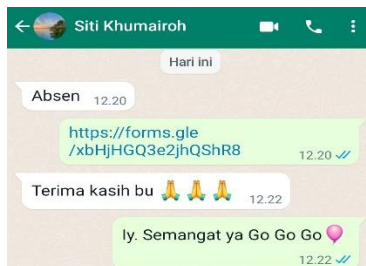 Siti Khumairoh
Hari ini
Absen 12.20
https://forms.gle
/xbHjHGQ3e2jhQShR8 12.20
Terima kasih bu 🙏 🙏 🙏 12.22
Iy. Semangat ya Go Go Go 🎈
12.22